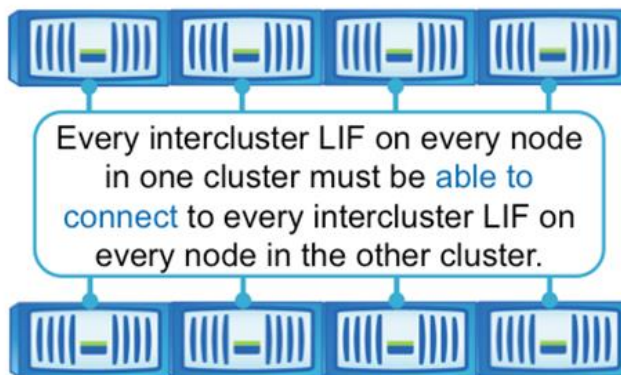 Every intercluster LIF on every node
in one cluster must be able to
connect to every intercluster LIF on
every node in the other cluster.